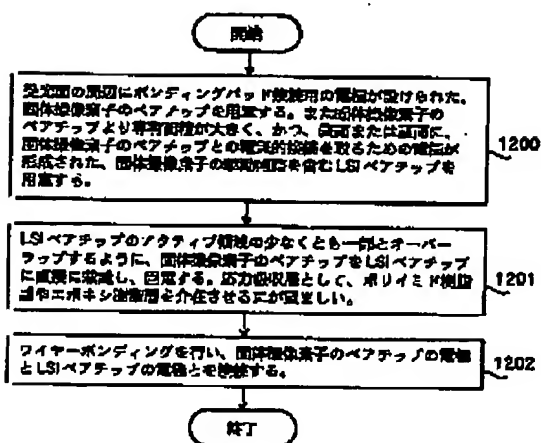 開始
受光面の周辺にボンディングパッド接続用の電極が設けられた、
固体撮像素子のベアチップを用意する。また固体撮像素子の
ベアチップより専有面積が大きく、かつ、表面または裏面に、
固体撮像素子のベアチップとの電気的接続を取るための電極が
形成された、固体撮像素子の駆動回路を含むLSIベアチップを
用意する。
1200
LSIベアチップのアクティブ領域の少なくとも一部とオーバー
ラップするように、固体撮像素子のベアチップをLSIベアチップ
に直接に載置し、固定する。応力吸収層として、ポリイミド樹脂
層やエポキシ樹脂層を介在させるのが望ましい。
1201
ワイヤーボンディングを行い、固体撮像素子のベアチップの電極
とLSIベアチップの電極とを接続する。
1202
終了